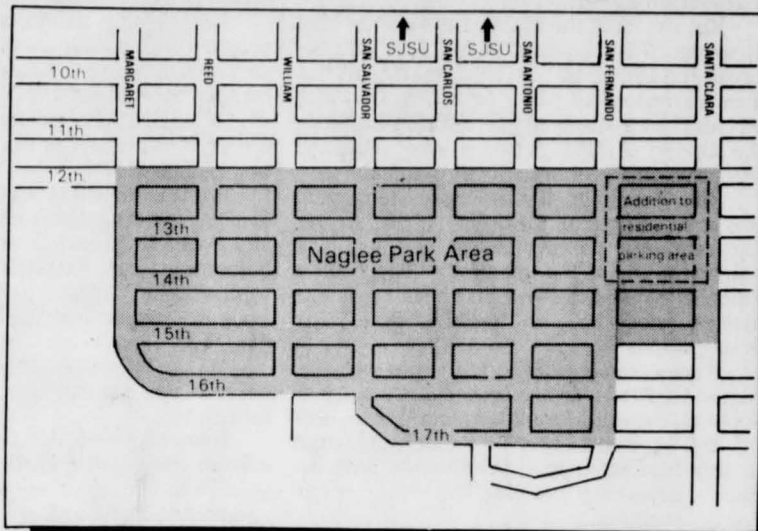 SJSU SJSU
MARGARET
REED
WILLIAM
SAN SALVADOR
SAN CARLOS
SAN ANTONIO
SAN FERNANDO
SANTA CLARA
10th
11th
12th
13th
Naglee Park Area
Addition to
residential
parking area
14th
15th
16th
17th